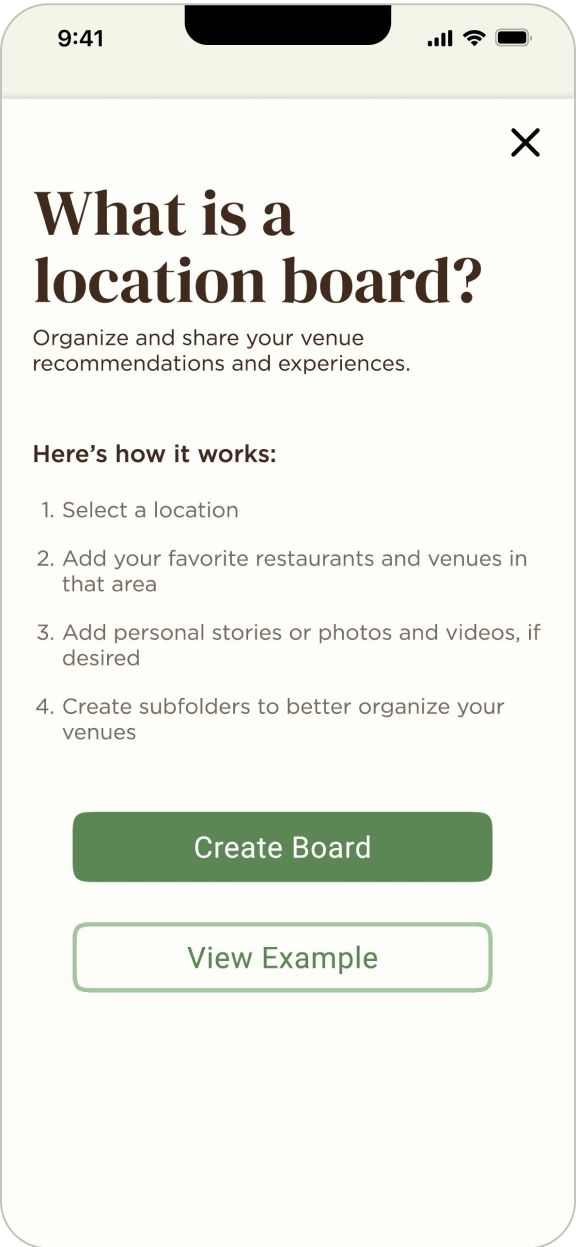 9:41
What is a
location board?
Organize and share your venue
recommendations and experiences.
Here’s how it works:
1. Select a location
2. Add your favorite restaurants and venues in
that area
3. Add personal stories or photos and videos, if
desired
4. Create subfolders to better organize your
venues
Create Board
View Example